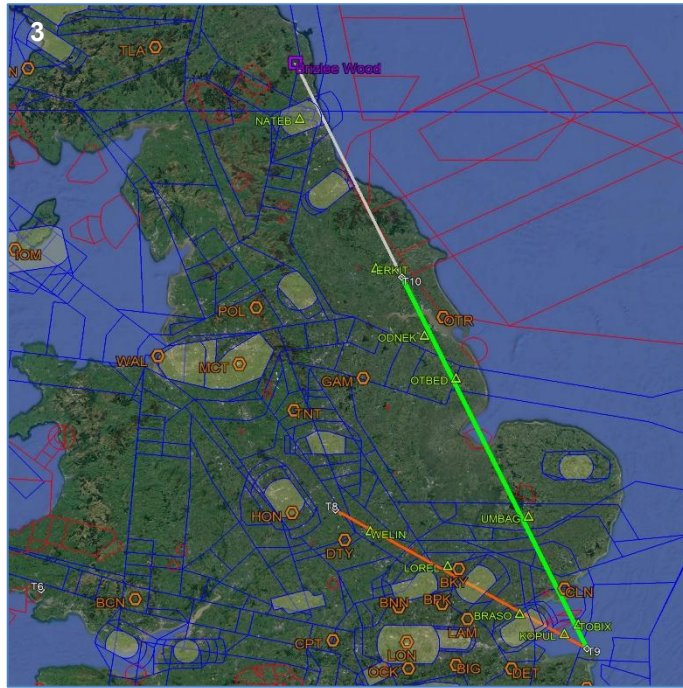 3
TLA
N
Brizlee Wood
NATEB
IOM
ERKIT
T10
POL
OTR
ODNEK
WAL
MCT
GAM
OTBED
TNT
T8
HON
UMBAG
WELIN
DTY
LOREL
BKY
T6
CLN
BCN
BNN
BPK
BRASO
LAM
TOBIX
KOPUL
CPT
T9
OCK
LON
BIG
DET